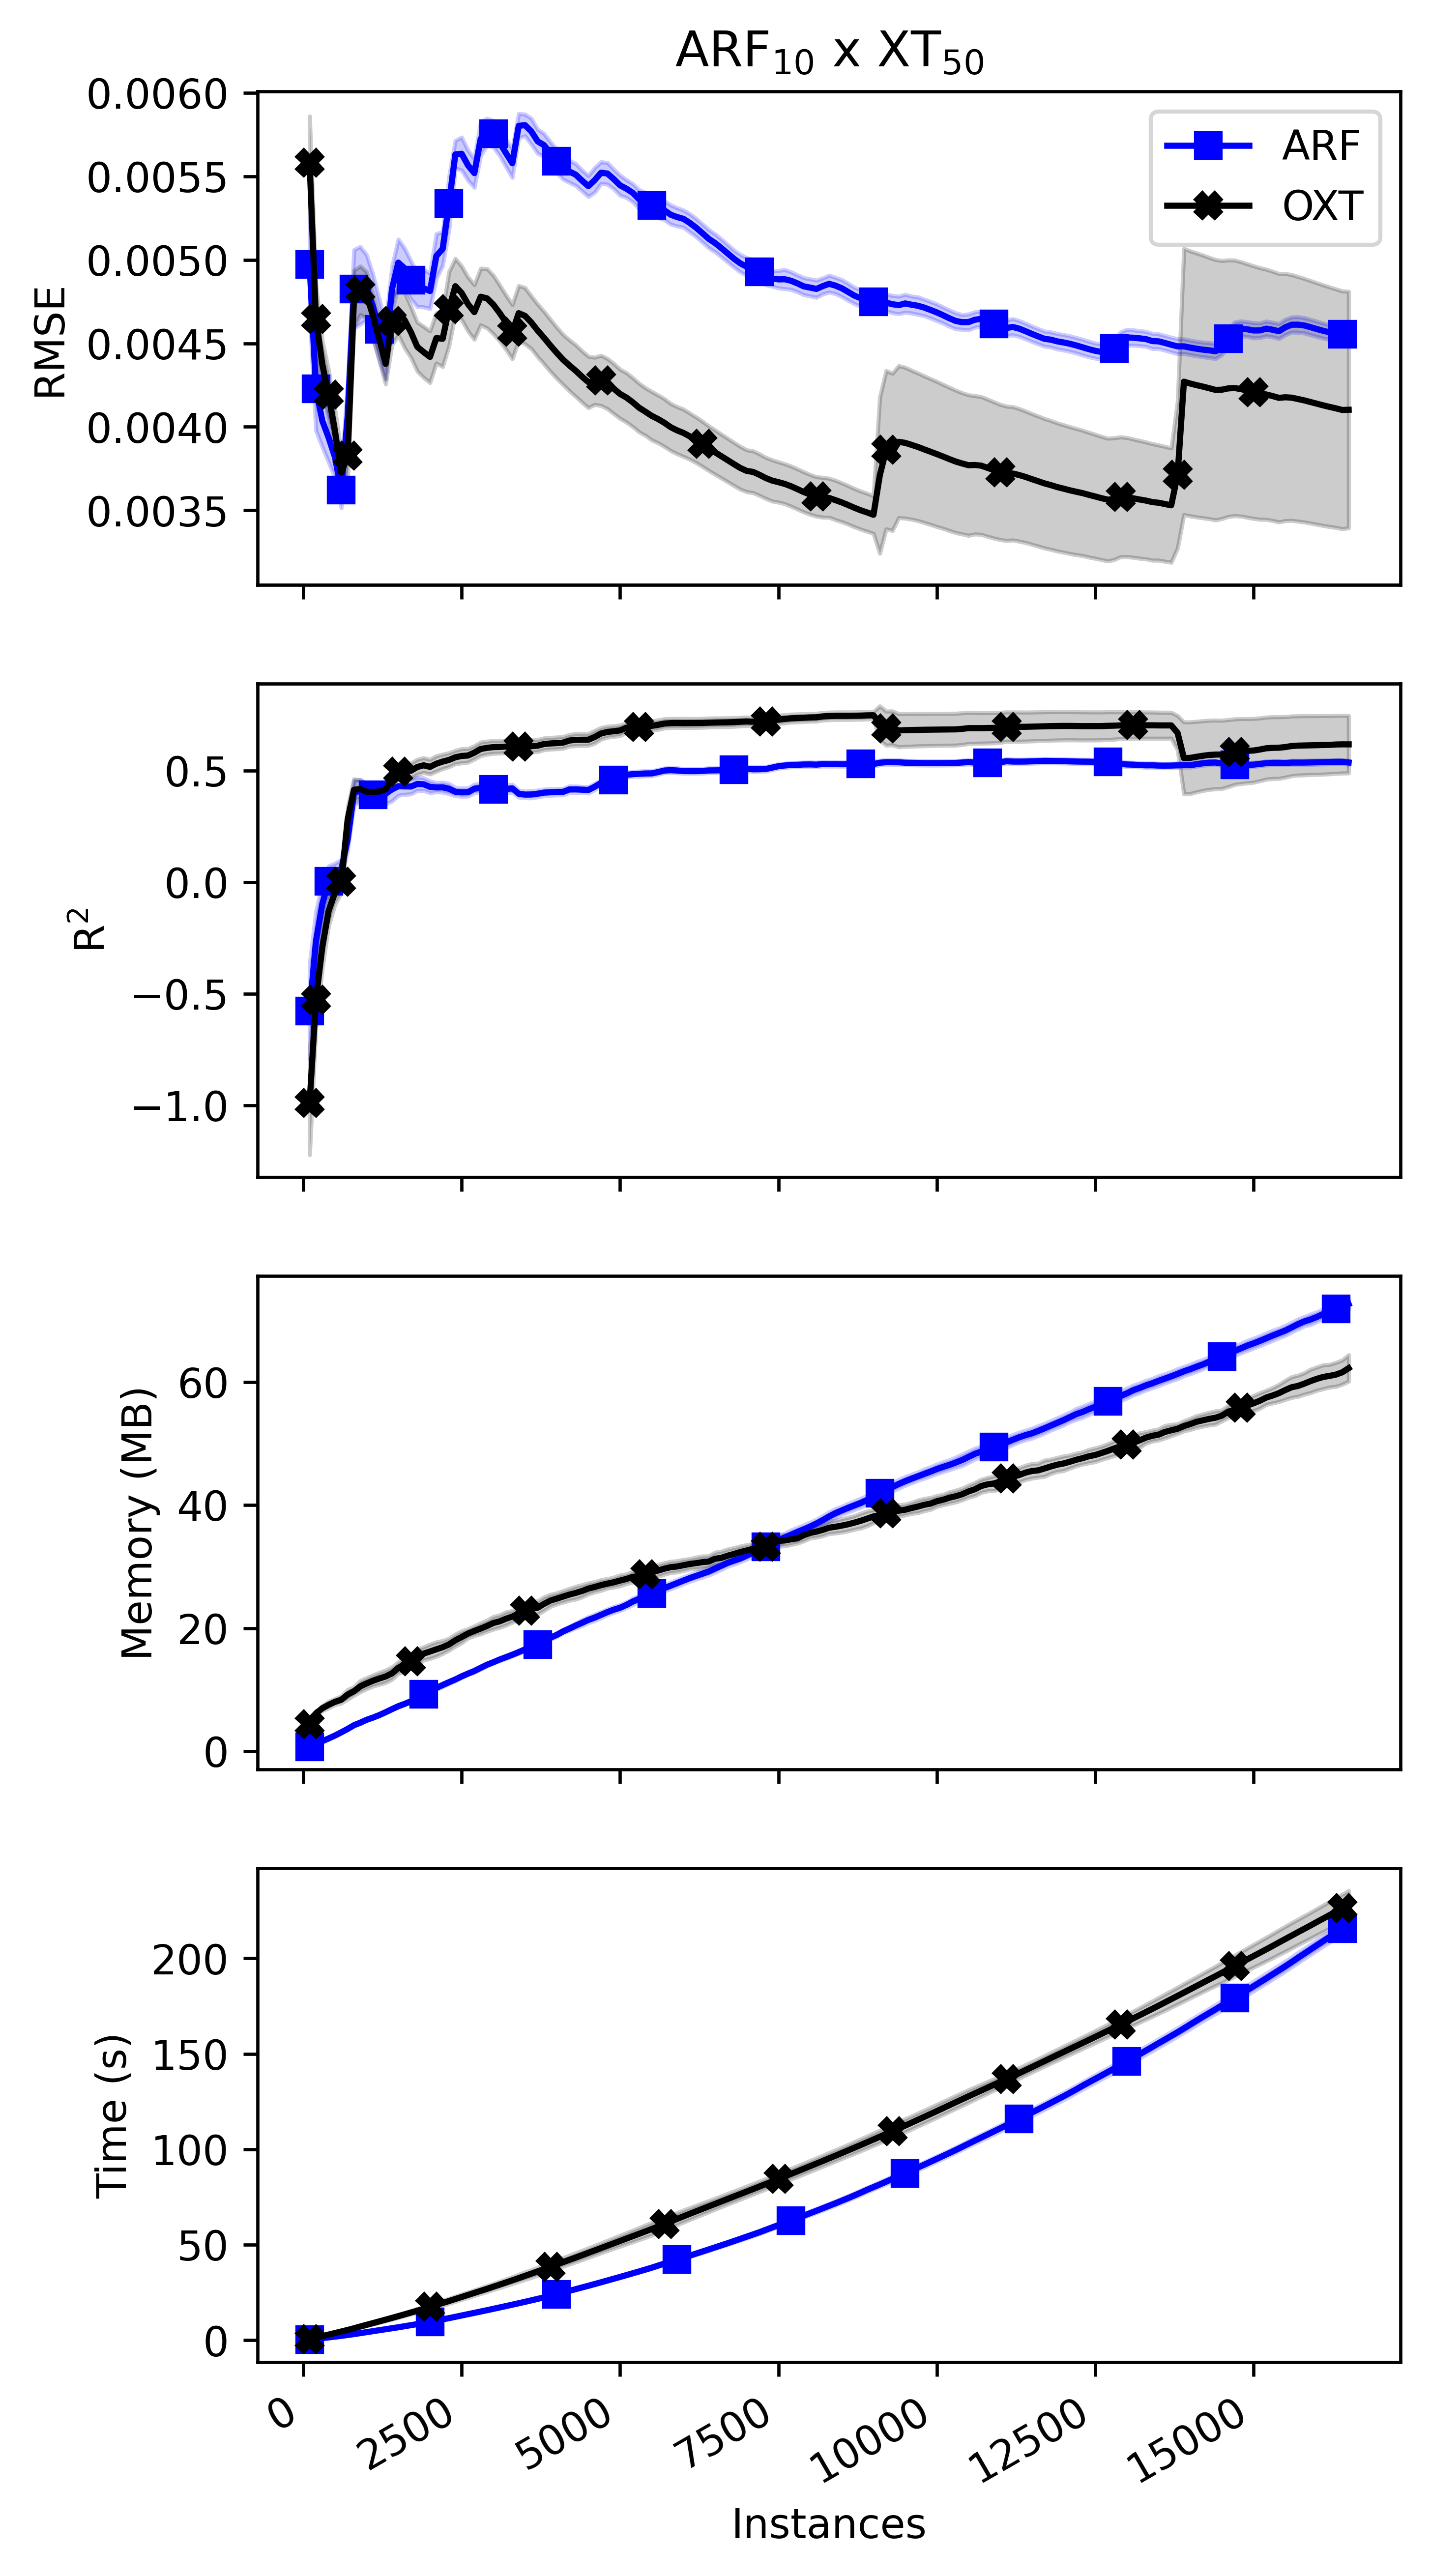 ARF₁₀ x XT₅₀
RMSE
0.0060
0.0055
0.0050
0.0045
0.0040
0.0035
ARF
OXT
R²
0.5
0.0
−0.5
−1.0
Memory (MB)
60
40
20
0
Time (s)
200
150
100
50
0
0 2500 5000 7500 10000 12500 15000
Instances